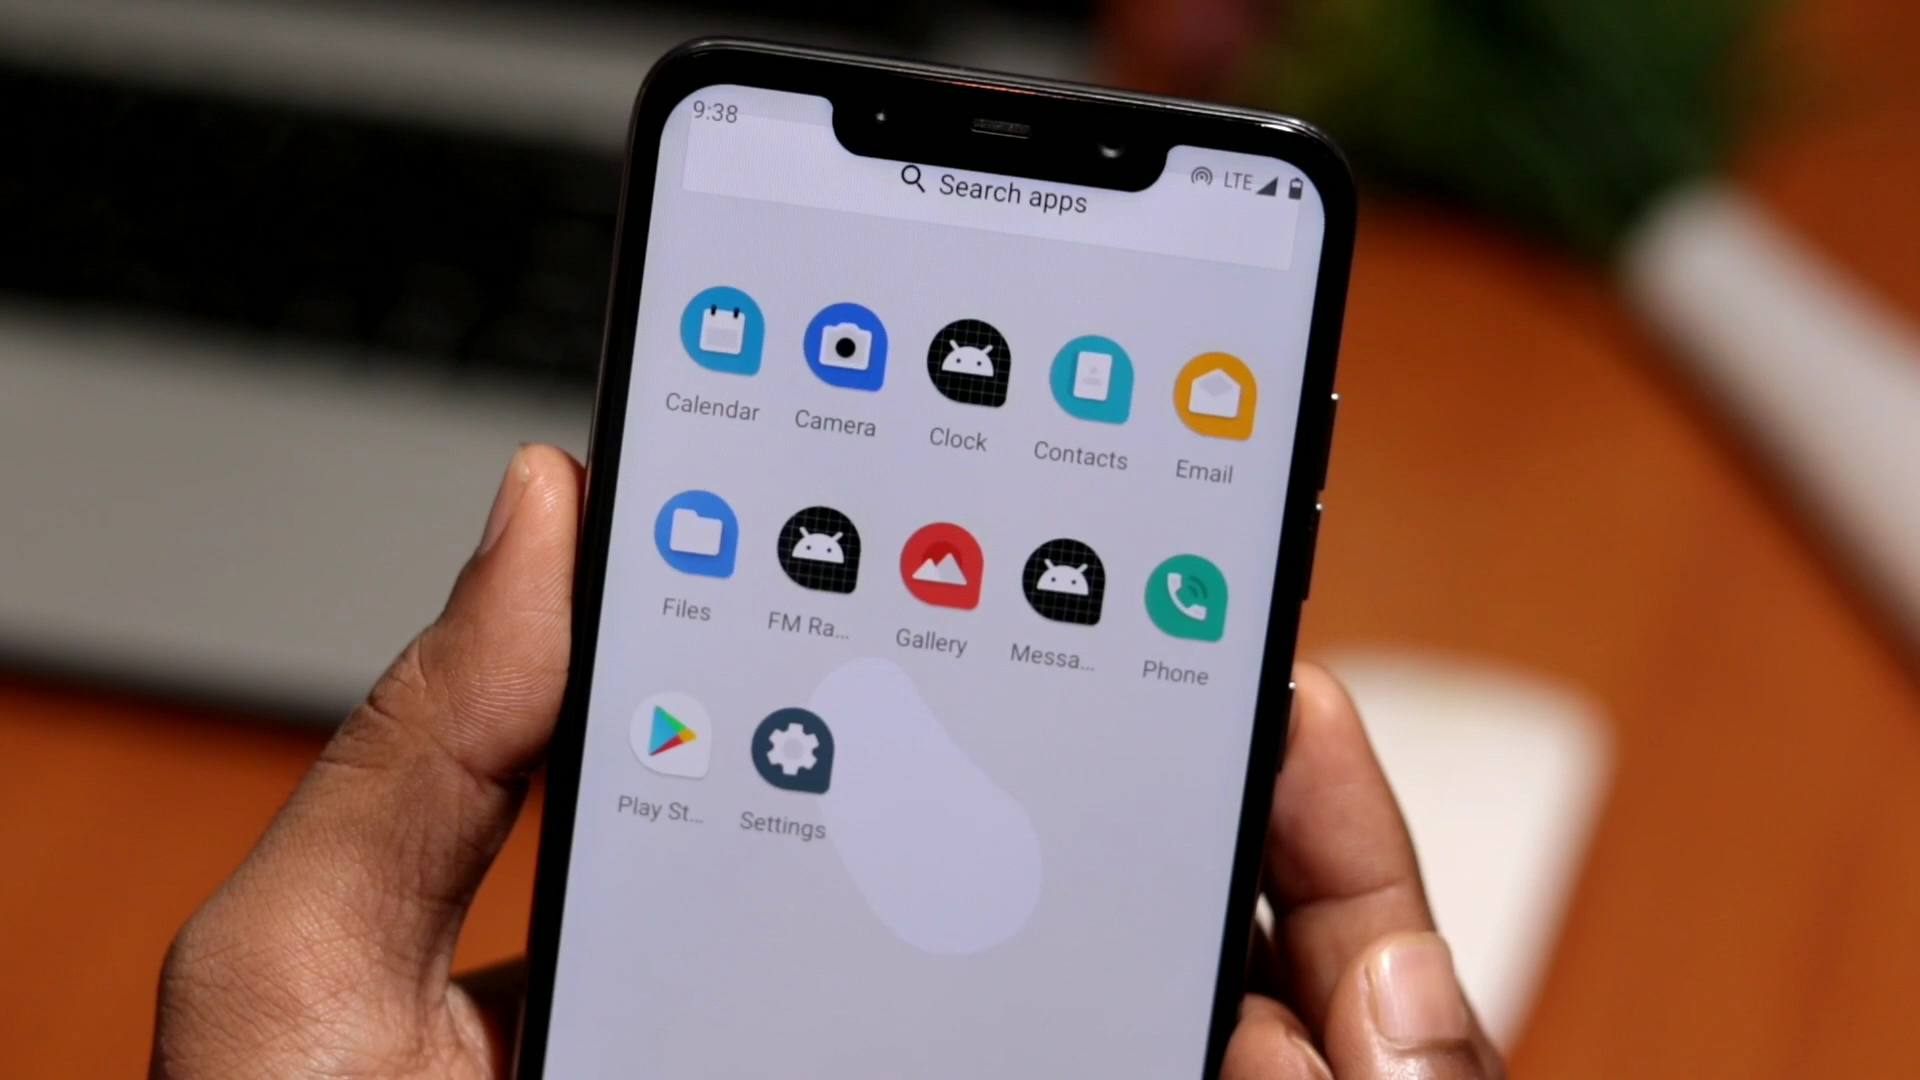 9:38
LTE
Search apps
Calendar
Camera
Clock
Contacts
Email
Files
FM Ra...
Gallery
Messa...
Phone
Play St...
Settings